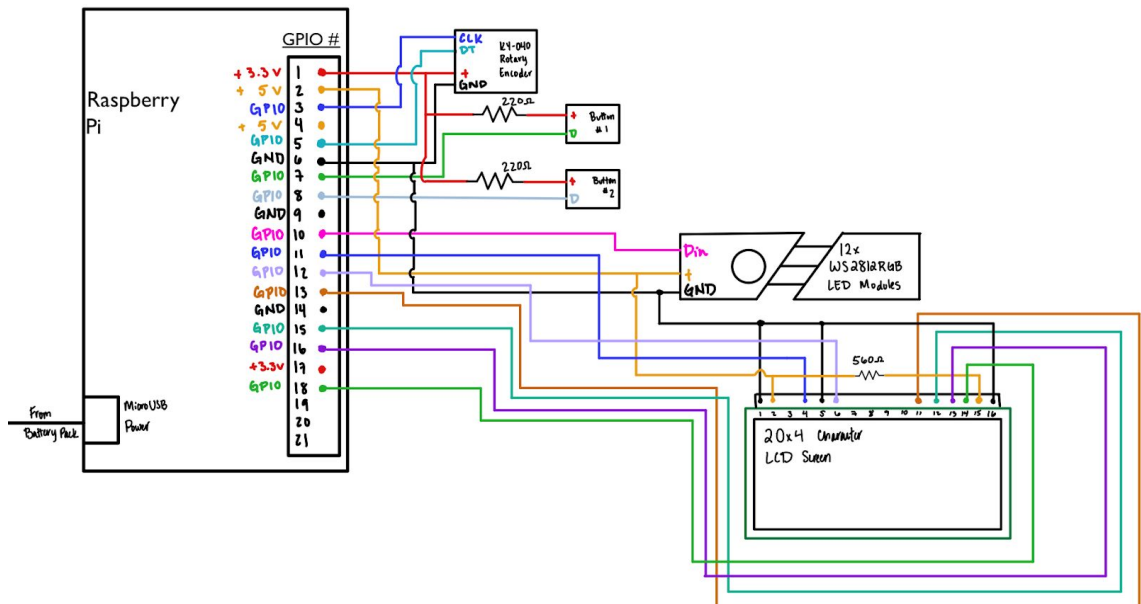 GPIO #
Raspberry
Pi
+ 3.3 V 1
+ 5 V 2
GPIO 3
+ 5 V 4
GPIO 5
GND 6
GPIO 7
GPIO 8
GND 9
GPIO 10
GPIO 11
GPIO 12
GPIO 13
GND 14
GPIO 15
GPIO 16
+3.3V 17
GPIO 18
19
20
21
From
Battery Pack
MicroUSB
Power
CLK
DT
+
GND
KY-040
Rotary
Encoder
220Ω
+
D
Button
#1
220Ω
+
D
Button
#2
Din
+
GND
12x
WS2812RGB
LED Modules
560Ω
1 2 3 4 5 6 7 8 9 10 11 12 13 14 15 16
20x4 Character
LCD Screen